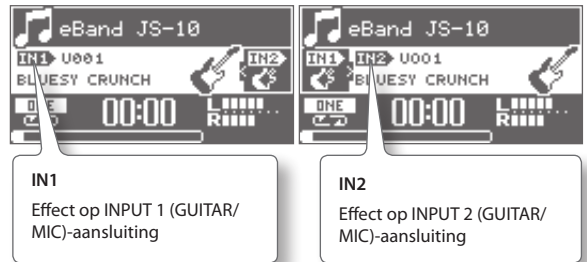 eBand JS-10
IN1 U001 IN2
BLUESY CRUNCH
ONE 00:00 L
R
IN1
Effect op INPUT 1 (GUITAR/
MIC)-aansluiting
eBand JS-10
IN1 IN2 U001
BLUESY CRUNCH
ONE 00:00 L
R
IN2
Effect op INPUT 2 (GUITAR/
MIC)-aansluiting